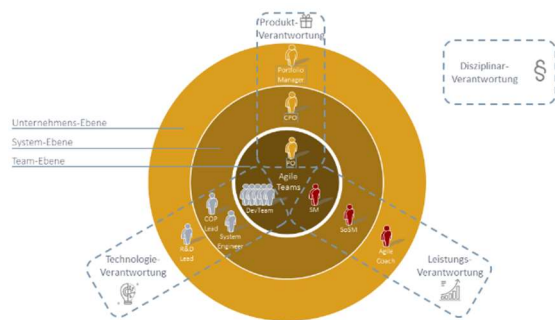 Produkt-
Verantwortung
Portfolio
Manager
Disziplinar-
Verantwortung
§
CPO
Unternehmens-Ebene
System-Ebene
Team-Ebene
PO
Agile
Teams
DevTeem
SM
COP
Lead
System
Engineer
SoSM
R&D
Lead
Agile
Coach
Technologie-
Verantwortung
Leistungs-
Verantwortung